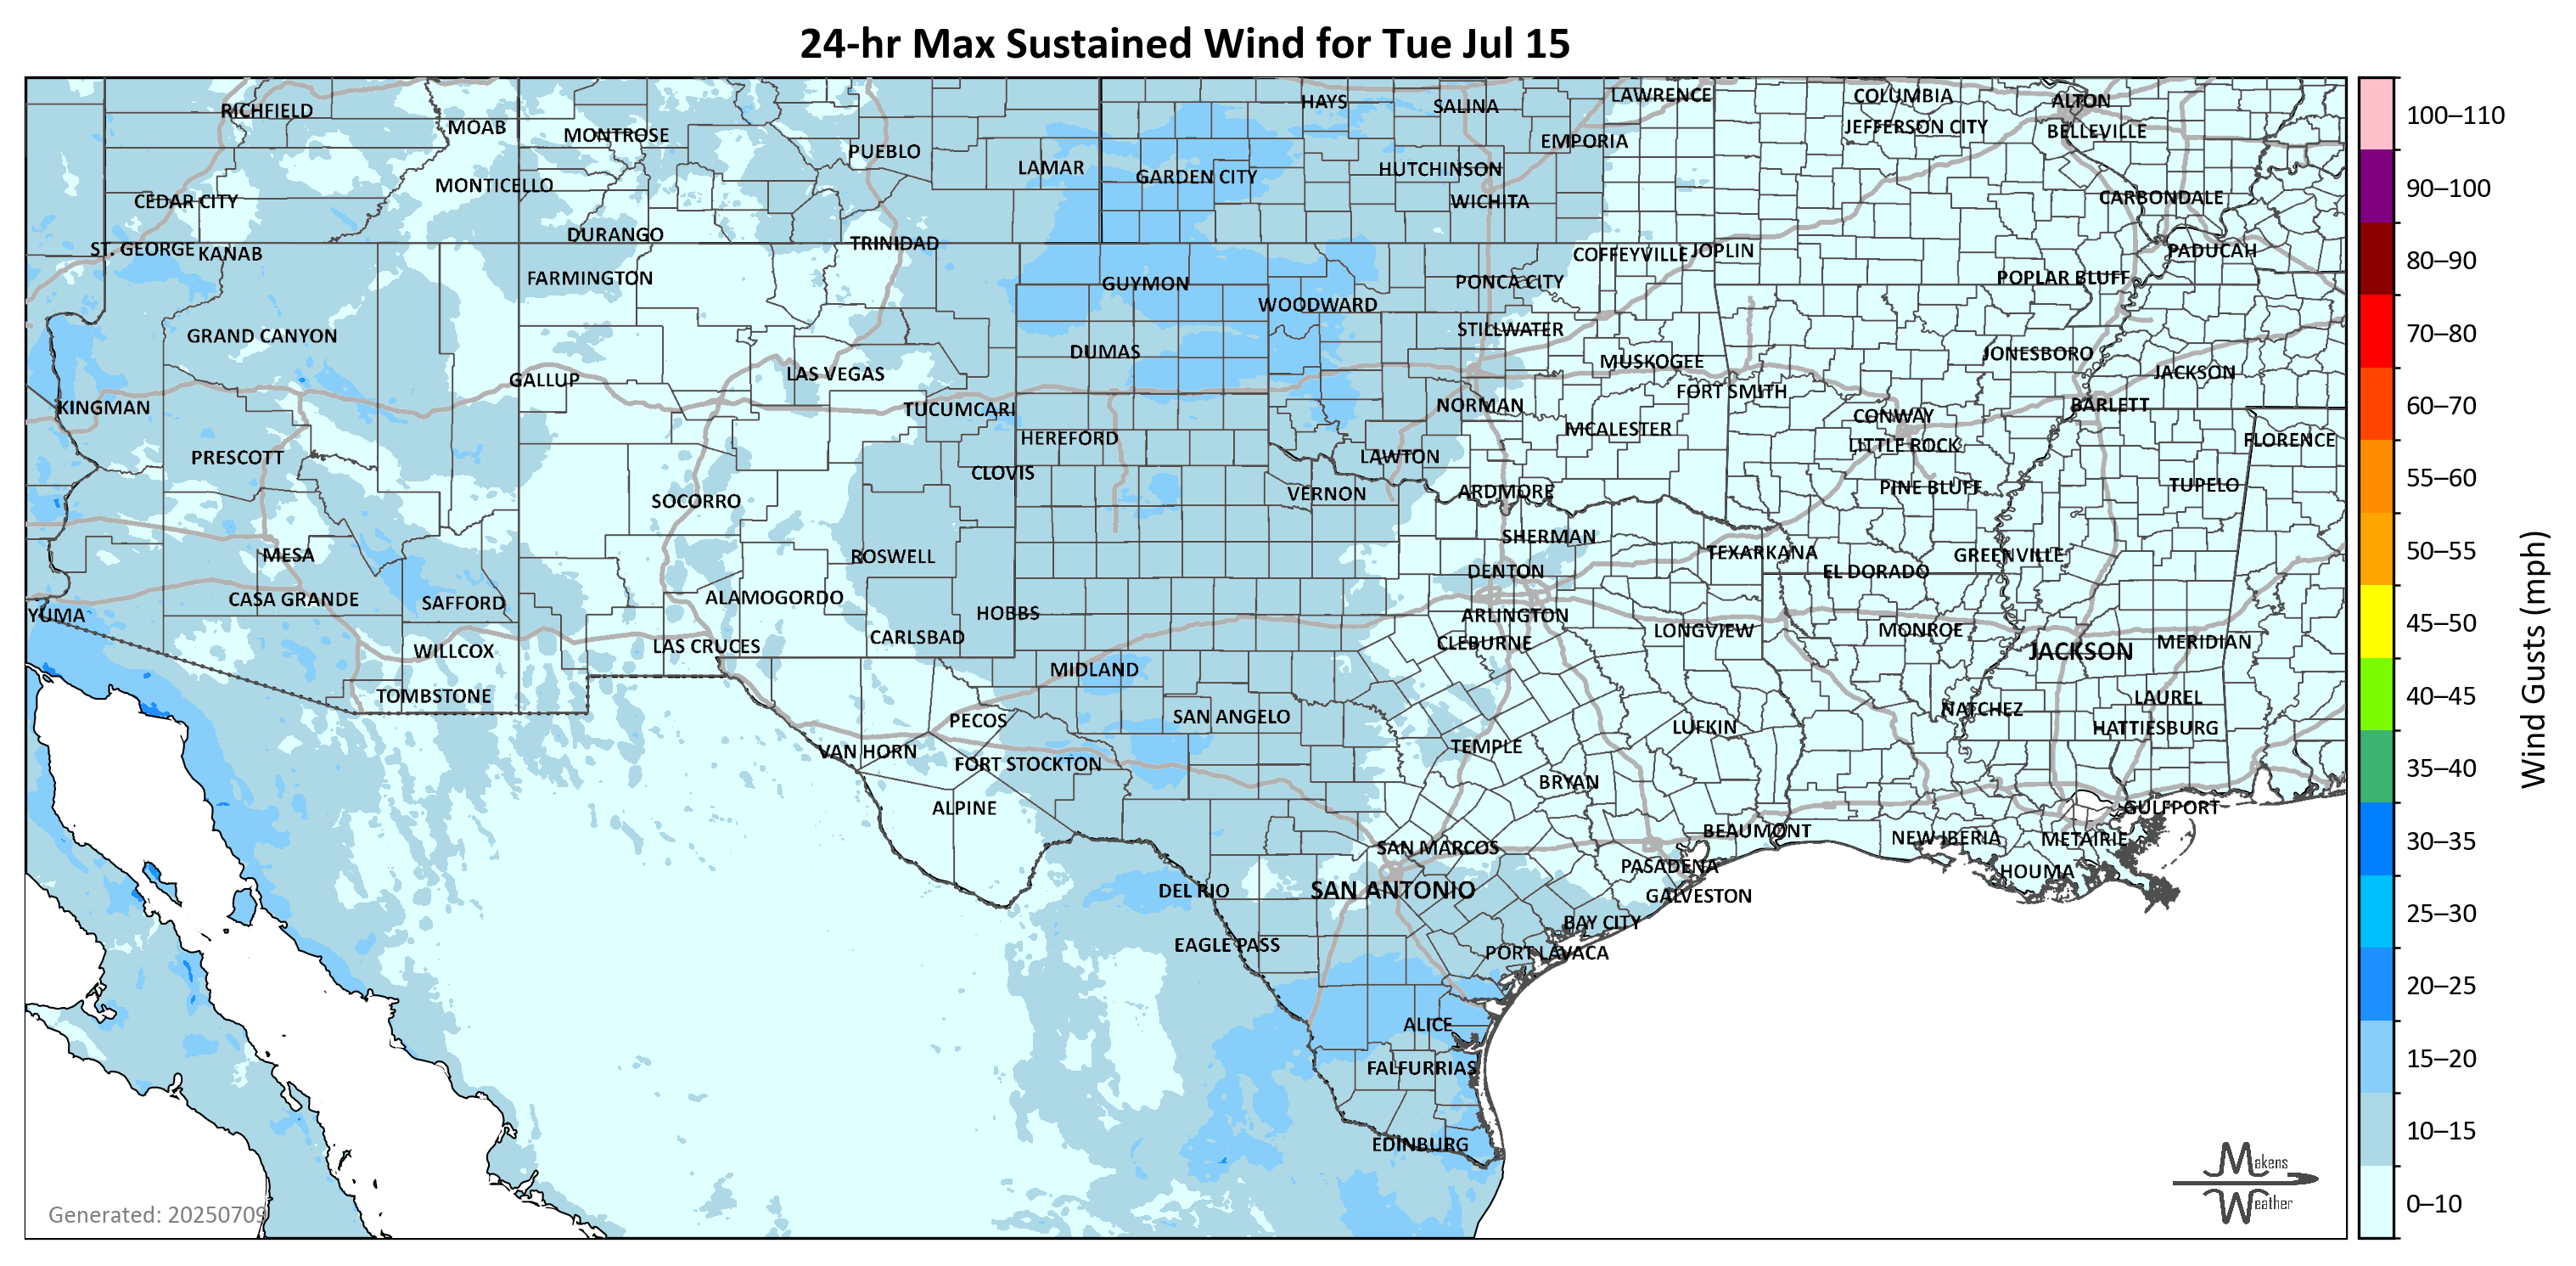 24-hr Max Sustained Wind for Tue Jul 15
RICHFIELD
MOAB
MONTROSE
PUEBLO
LAMAR
HAYS
SALINA
LAWRENCE
COLUMBIA
ALTON
EMPORIA
JEFFERSON CITY
BELLEVILLE
CEDAR CITY
MONTICELLO
GARDEN CITY
HUTCHINSON
WICHITA
CARBONDALE
ST. GEORGE
KANAB
DURANGO
TRINIDAD
COFFEYVILLE
JOPLIN
PADUCAH
FARMINGTON
GUYMON
WOODWARD
PONCA CITY
POPLAR BLUFF
GRAND CANYON
DUMAS
STILLWATER
MUSKOGEE
JONESBORO
GALLUP
LAS VEGAS
FORT SMITH
JACKSON
KINGMAN
TUCUMCARI
NORMAN
CONWAY
BARLETT
PRESCOTT
HEREFORD
MCALESTER
LITTLE ROCK
FLORENCE
CLOVIS
LAWTON
SOCORRO
VERNON
ARDMORE
PINE BLUFF
TUPELO
MESA
ROSWELL
SHERMAN
TEXARKANA
GREENVILLE
DENTON
EL DORADO
YUMA
CASA GRANDE
SAFFORD
ALAMOGORDO
HOBBS
ARLINGTON
WILLCOX
LAS CRUCES
CARLSBAD
CLEBURNE
LONGVIEW
MONROE
JACKSON
MERIDIAN
TOMBSTONE
MIDLAND
LAUREL
PECOS
SAN ANGELO
NATCHEZ
VAN HORN
FORT STOCKTON
TEMPLE
LUFKIN
HATTIESBURG
ALPINE
BRYAN
GULFPORT
SAN MARCOS
BEAUMONT
NEW IBERIA
METAIRIE
DEL RIO
SAN ANTONIO
PASADENA
HOUMA
GALVESTON
EAGLE PASS
BAY CITY
PORT LAVACA
ALICE
FALFURRIAS
EDINBURG
Generated: 20250709
Makens
Weather
100–110
90–100
80–90
70–80
60–70
55–60
50–55
45–50
40–45
35–40
30–35
25–30
20–25
15–20
10–15
0–10
Wind Gusts (mph)